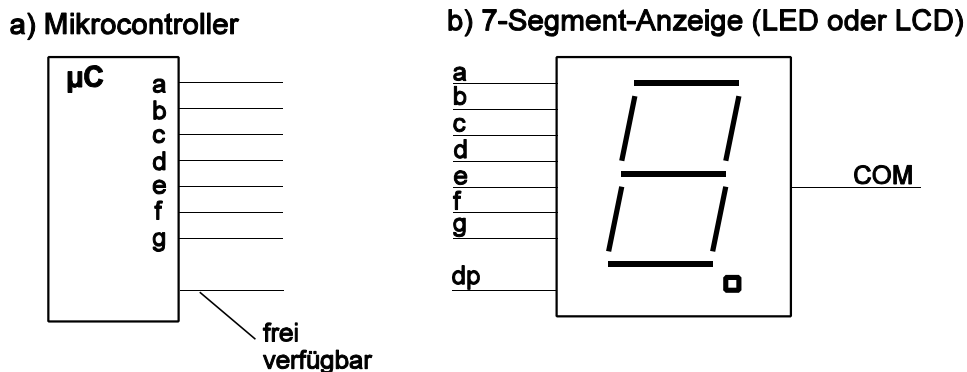 a) Mikrocontroller
µC
a
b
c
d
e
f
g
frei
verfügbar
b) 7-Segment-Anzeige (LED oder LCD)
a
b
c
d
e
f
g
dp
COM